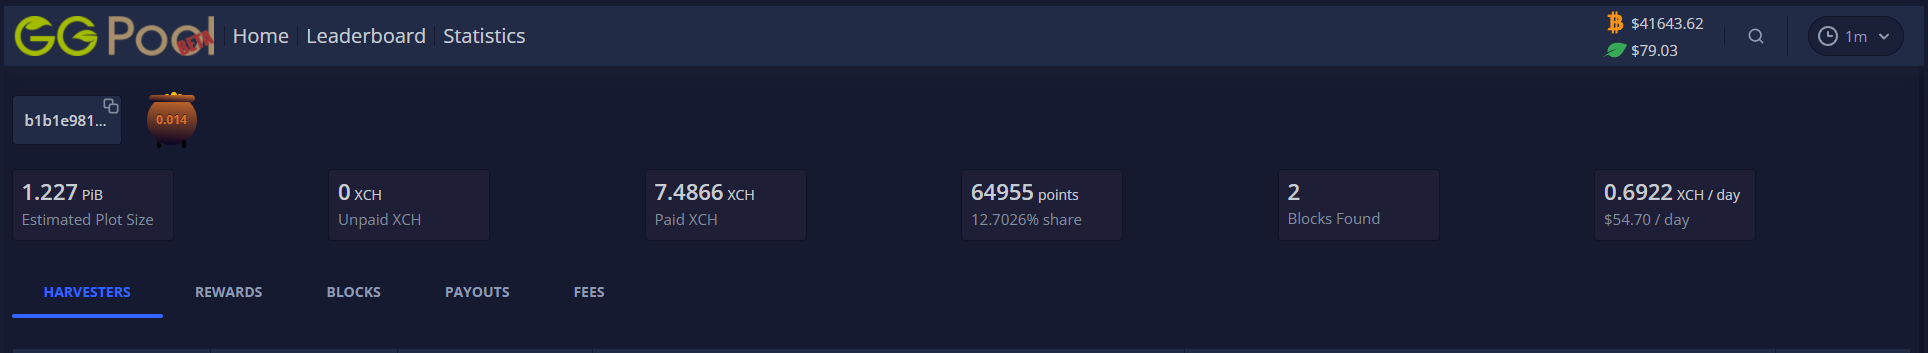 GG Pool BETA Home Leaderboard Statistics
$41643.62
$79.03
1m
b1b1e981...
0.014
1.227 PiB
Estimated Plot Size
0 XCH
Unpaid XCH
7.4866 XCH
Paid XCH
64955 points
12.7026% share
2
Blocks Found
0.6922 XCH / day
$54.70 / day
HARVESTERS REWARDS BLOCKS PAYOUTS FEES